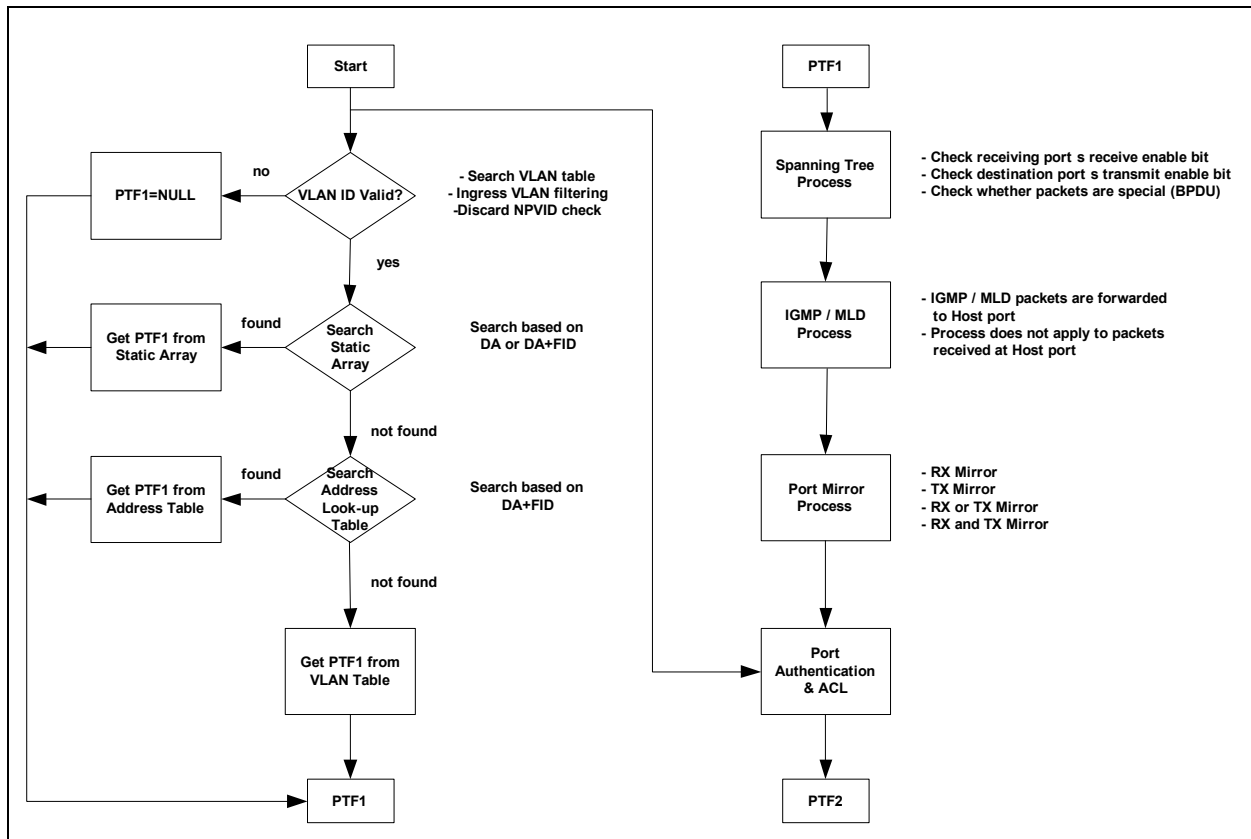 Start
no
PTF1=NULL
VLAN ID Valid?
- Search VLAN table
- Ingress VLAN filtering
-Discard NPVID check
yes
Get PTF1 from
Static Array
found
Search
Static
Array
Search based on
DA or DA+FID
not found
Get PTF1 from
Address Table
found
Search
Address
Look-up
Table
Search based on
DA+FID
not found
Get PTF1 from
VLAN Table
PTF1
PTF1
Spanning Tree
Process
- Check receiving port s receive enable bit
- Check destination port s transmit enable bit
- Check whether packets are special (BPDU)
IGMP / MLD
Process
- IGMP / MLD packets are forwarded
to Host port
- Process does not apply to packets
received at Host port
Port Mirror
Process
- RX Mirror
- TX Mirror
- RX or TX Mirror
- RX and TX Mirror
Port
Authentication
& ACL
PTF2